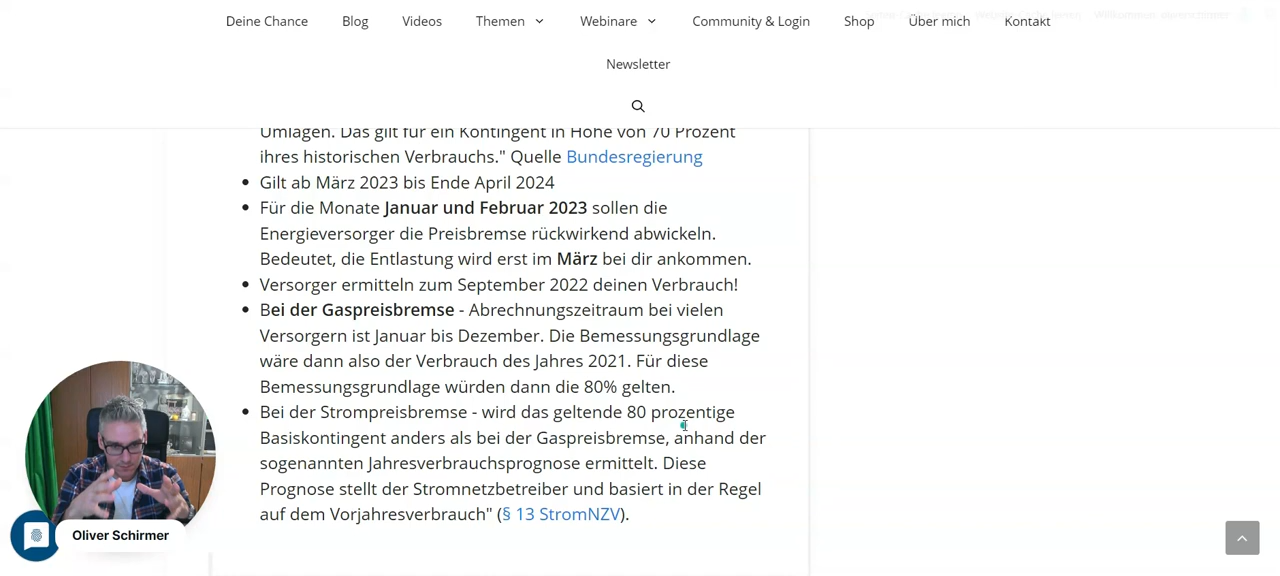 Deine Chance
Blog
Videos
Themen
Webinare
Community & Login
Shop
Über mich
Kontakt
Newsletter
Umlagen. Das gilt für ein Kontingent in Höhe von 70 Prozent
ihres historischen Verbrauchs." Quelle Bundesregierung
Gilt ab März 2023 bis Ende April 2024
Für die Monate Januar und Februar 2023 sollen die
Energieversorger die Preisbremse rückwirkend abwickeln.
Bedeutet, die Entlastung wird erst im März bei dir ankommen.
Versorger ermitteln zum September 2022 deinen Verbrauch!
Bei der Gaspreisbremse - Abrechnungszeitraum bei vielen
Versorgern ist Januar bis Dezember. Die Bemessungsgrundlage
wäre dann also der Verbrauch des Jahres 2021. Für diese
Bemessungsgrundlage würden dann die 80% gelten.
Bei der Strompreisbremse - wird das geltende 80 prozentige
Basiskontingent anders als bei der Gaspreisbremse, anhand der
sogenannten Jahresverbrauchsprognose ermittelt. Diese
Prognose stellt der Stromnetzbetreiber und basiert in der Regel
auf dem Vorjahresverbrauch" (§ 13 StromNZV).
Oliver Schirmer